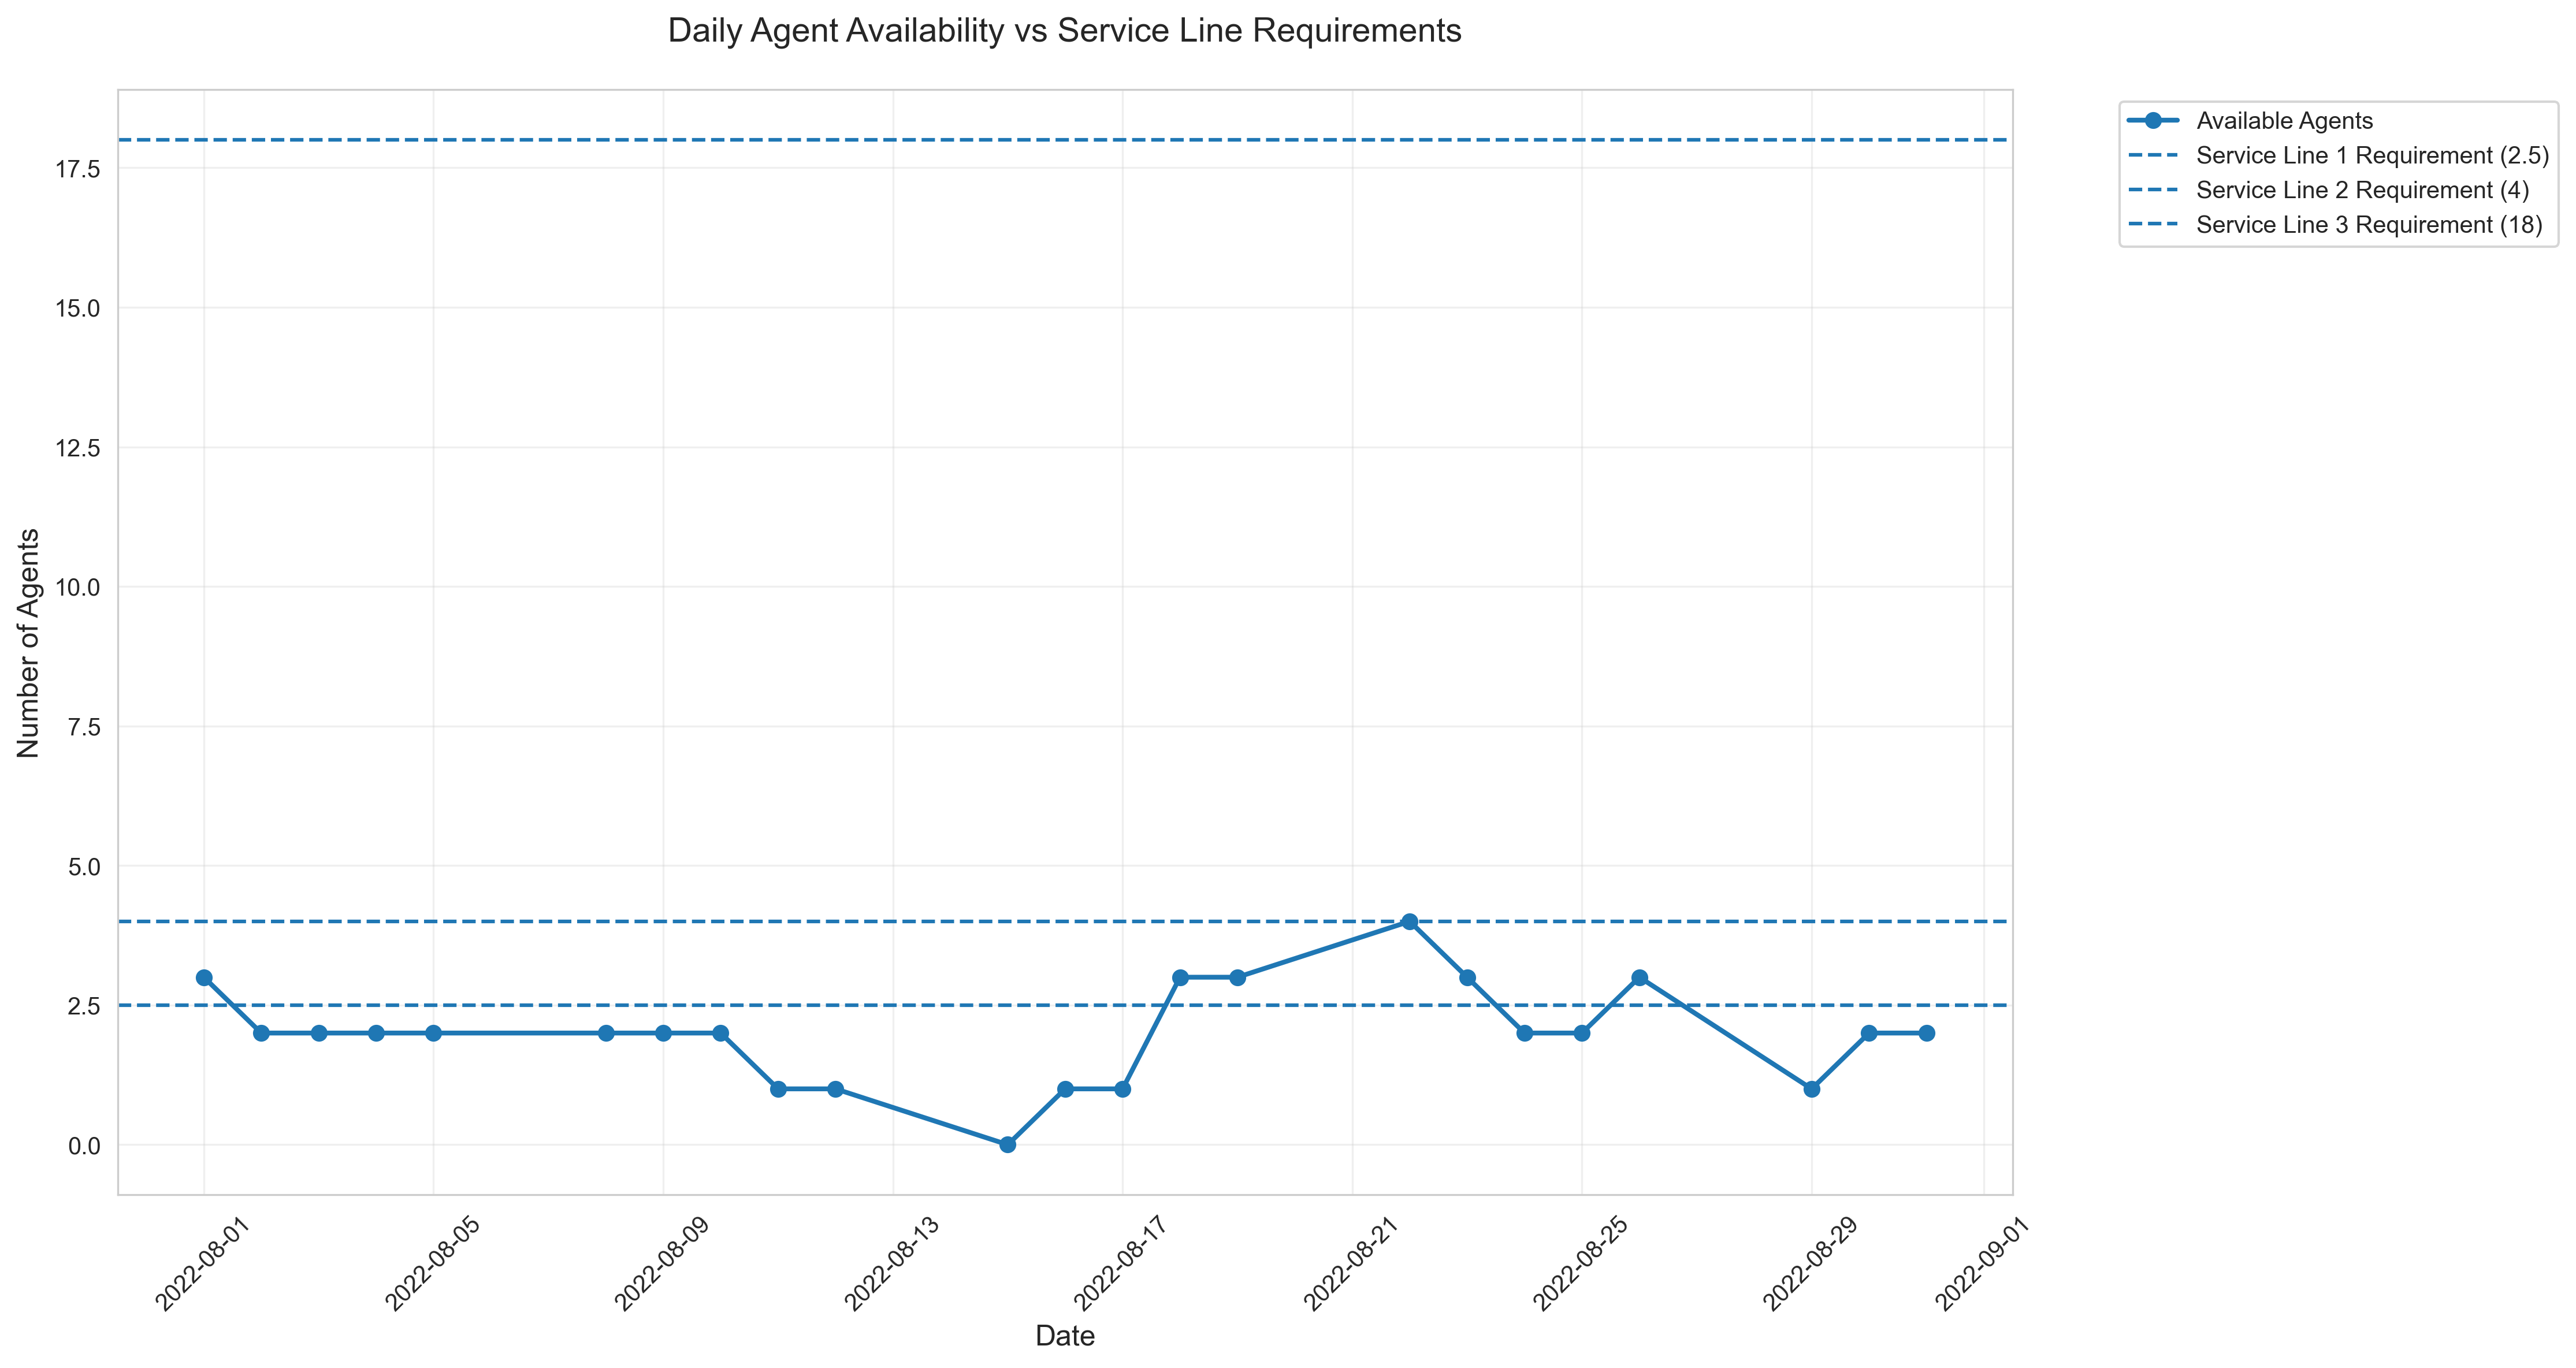 Daily Agent Availability vs Service Line Requirements
Available Agents
Service Line 1 Requirement (2.5)
Service Line 2 Requirement (4)
Service Line 3 Requirement (18)
Number of Agents
17.5
15.0
12.5
10.0
7.5
5.0
2.5
0.0
2022-08-01
2022-08-05
2022-08-09
2022-08-13
2022-08-17
2022-08-21
2022-08-25
2022-08-29
2022-09-01
Date